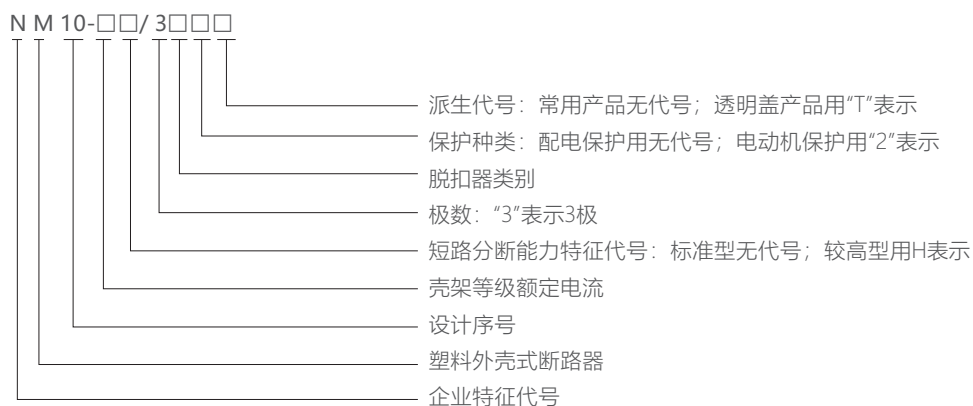 N M 10-□□/ 3□□□
派生代号：常用产品无代号；透明盖产品用“T”表示
保护种类：配电保护用无代号；电动机保护用“2”表示
脱扣器类别
极数：“3”表示3极
短路分断能力特征代号：标准型无代号；较高型用H表示
壳架等级额定电流
设计序号
塑料外壳式断路器
企业特征代号